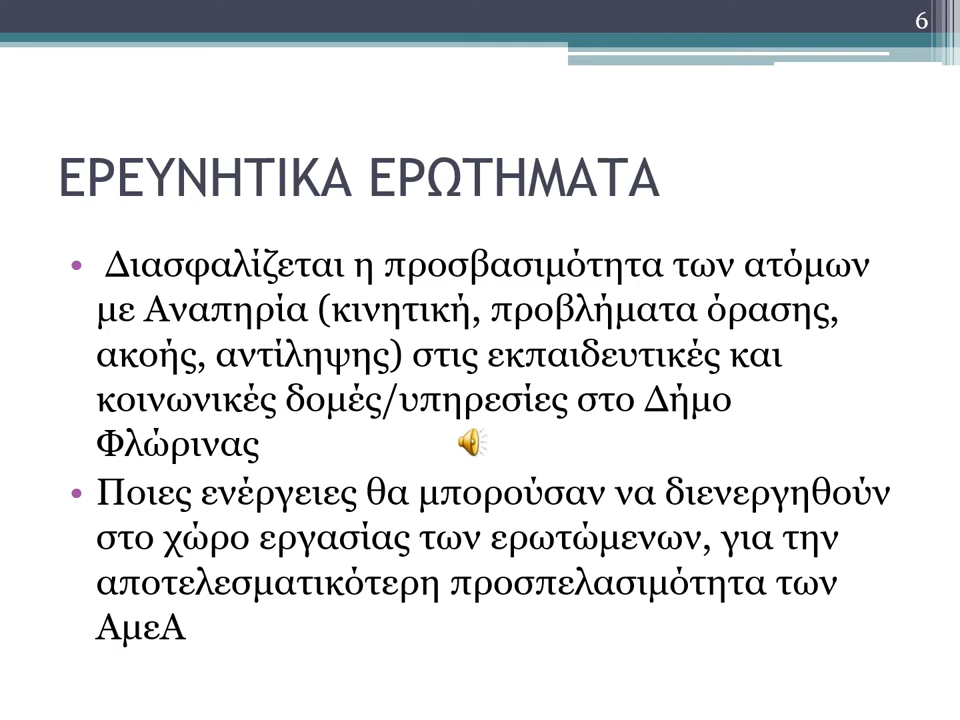 6
ΕΡΕΥΝΗΤΙΚΑ ΕΡΩΤΗΜΑΤΑ
• Διασφαλίζεται η προσβασιμότητα των ατόμων
με Αναπηρία (κινητική, προβλήματα όρασης,
ακοής, αντίληψης) στις εκπαιδευτικές και
κοινωνικές δομές/υπηρεσίες στο Δήμο
Φλώρινας
• Ποιες ενέργειες θα μπορούσαν να διενεργηθούν
στο χώρο εργασίας των ερωτώμενων, για την
αποτελεσματικότερη προσπελασιμότητα των
ΑμεΑ